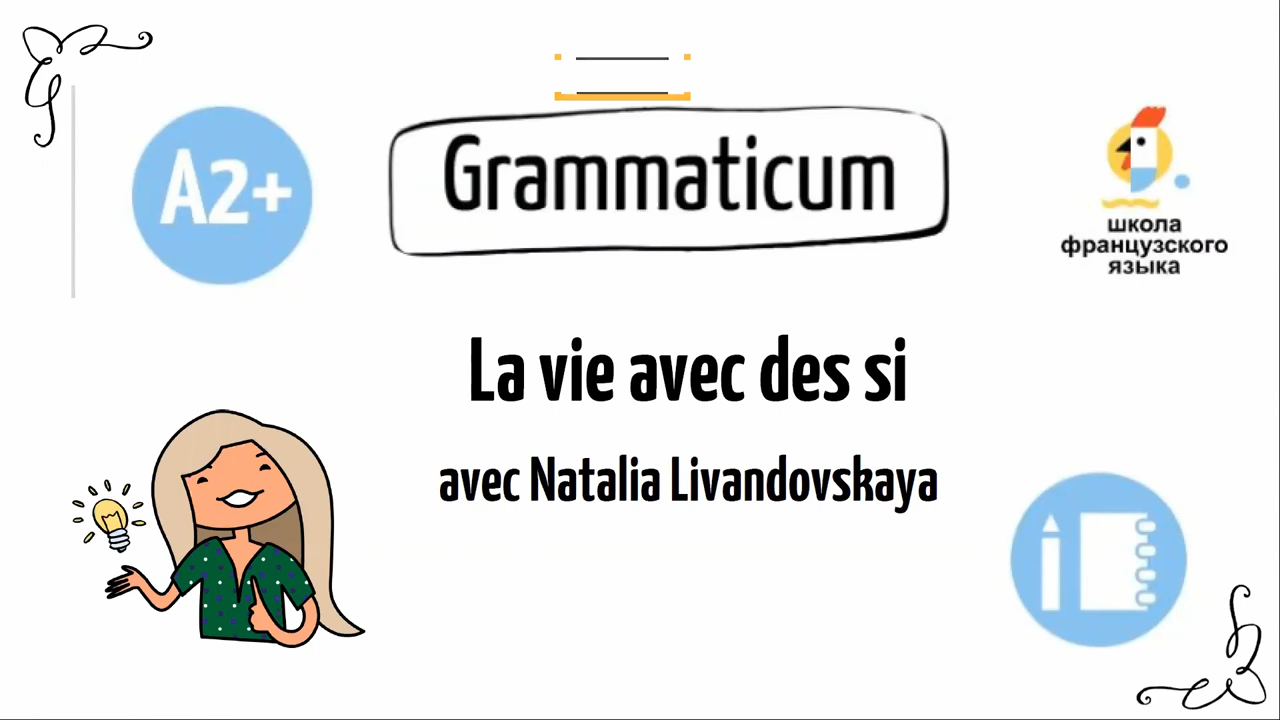 A2+
Grammaticum
школа
французского
языка
La vie avec des si
avec Natalia Livandovskaya